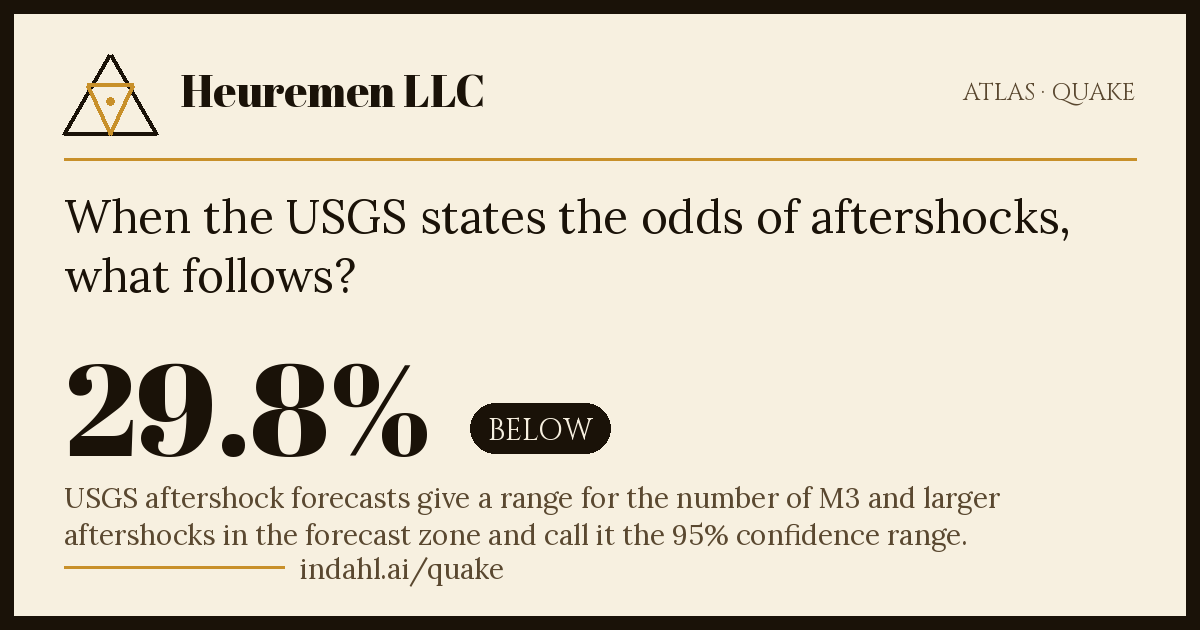 Heuremen LLC
ATLAS · QUAKE
When the USGS states the odds of aftershocks,
what follows?
29.8%
BELOW
USGS aftershock forecasts give a range for the number of M3 and larger
aftershocks in the forecast zone and call it the 95% confidence range.
indahl.ai/quake